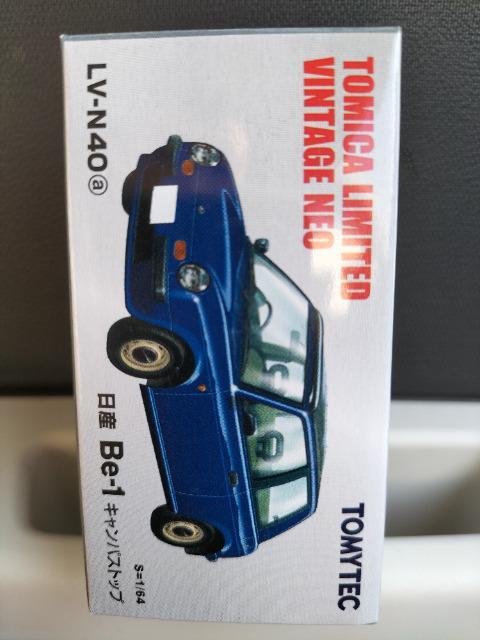 TOMICA LIMITED
VINTAGE NEO
LV-N40ⓐ
日産 Be-1 キャンバストップ
S=1/64
TOMYTEC